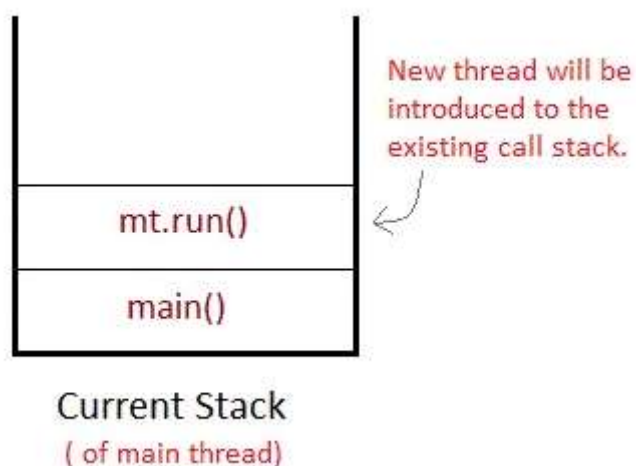 New thread will be
introduced to the
existing call stack.
mt.run()
main()
Current Stack
( of main thread)